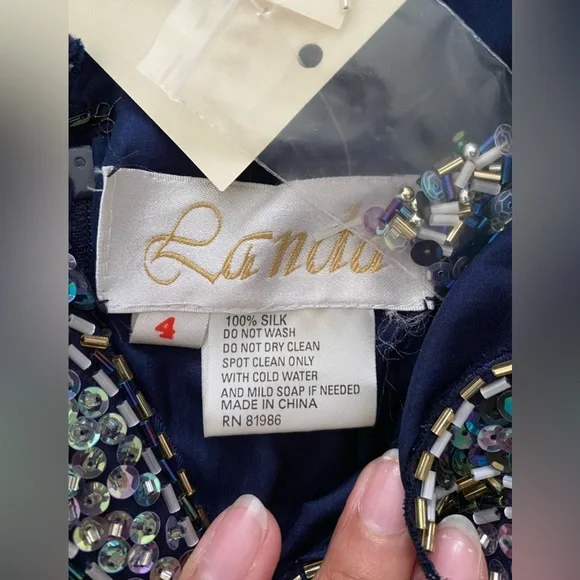 Landa
4
100% SILK
DO NOT WASH
DO NOT DRY CLEAN
SPOT CLEAN ONLY
WITH COLD WATER
AND MILD SOAP IF NEEDED
MADE IN CHINA
RN 81986